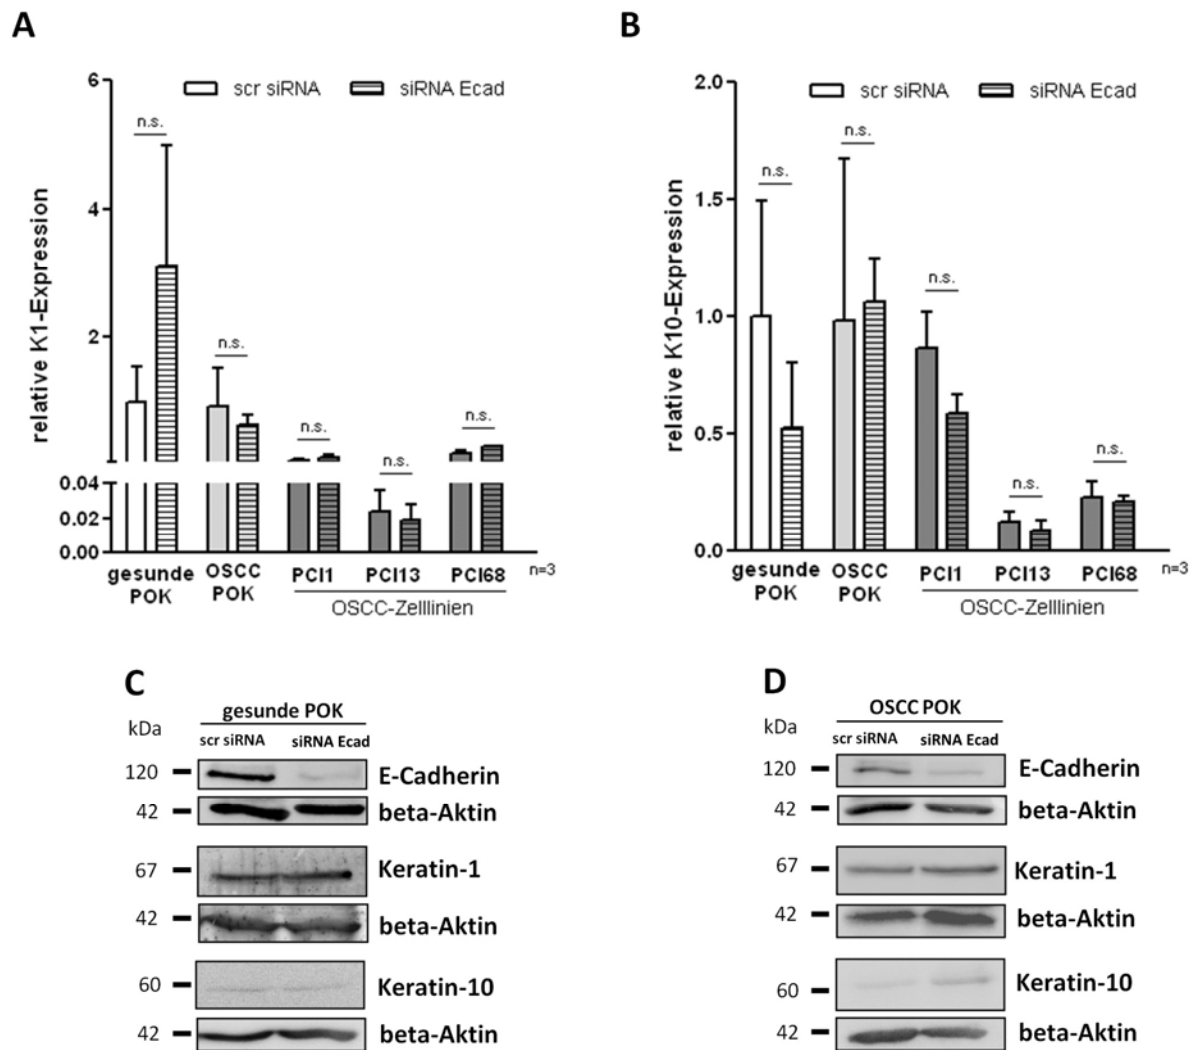 A
scr siRNA siRNA Ecad
relative K1-Expression
6
4
2
0.04
0.02
0.00
n.s.
n.s.
n.s.
n.s.
n.s.
gesunde POK
OSCC POK
PCI1
PCI13
PCI68
n=3
OSCC-Zelllinien
B
scr siRNA siRNA Ecad
relative K10-Expression
2.0
1.5
1.0
0.5
0.0
n.s.
n.s.
n.s.
n.s.
n.s.
gesunde POK
OSCC POK
PCI1
PCI13
PCI68
n=3
OSCC-Zelllinien
C
gesunde POK
kDa
scr siRNA siRNA Ecad
120 E-Cadherin
42 beta-Aktin
67 Keratin-1
42 beta-Aktin
60 Keratin-10
42 beta-Aktin
D
OSCC POK
kDa
scr siRNA siRNA Ecad
120 E-Cadherin
42 beta-Aktin
67 Keratin-1
42 beta-Aktin
60 Keratin-10
42 beta-Aktin